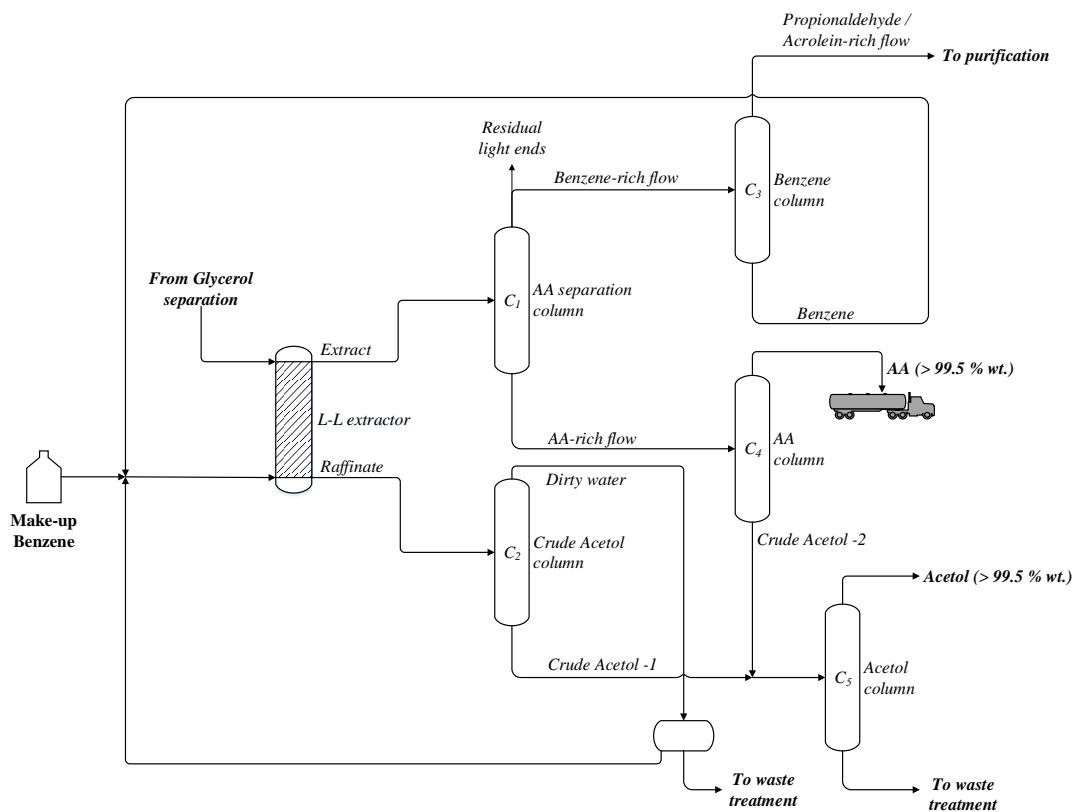 Propionaldehyde /
Acrolein-rich flow
To purification
Residual
light ends
Benzene-rich flow
C3
Benzene
column
From Glycerol
separation
C1
AA separation
column
Benzene
Extract
AA (> 99.5 % wt.)
L-L extractor
AA-rich flow
C4
AA
column
Raffinate
Dirty water
Make-up
Benzene
C2
Crude Acetol
column
Crude Acetol -2
Acetol (> 99.5 % wt.)
Crude Acetol -1
C5
Acetol
column
To waste
treatment
To waste
treatment